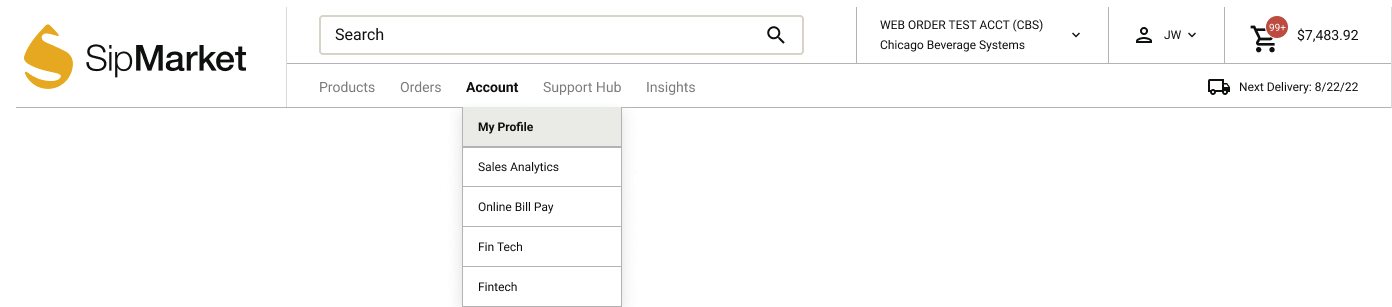 SipMarket
Search
WEB ORDER TEST ACCT (CBS)
Chicago Beverage Systems
JW
99+
$7,483.92
Products
Orders
Account
Support Hub
Insights
Next Delivery: 8/22/22
My Profile
Sales Analytics
Online Bill Pay
Fin Tech
Fintech